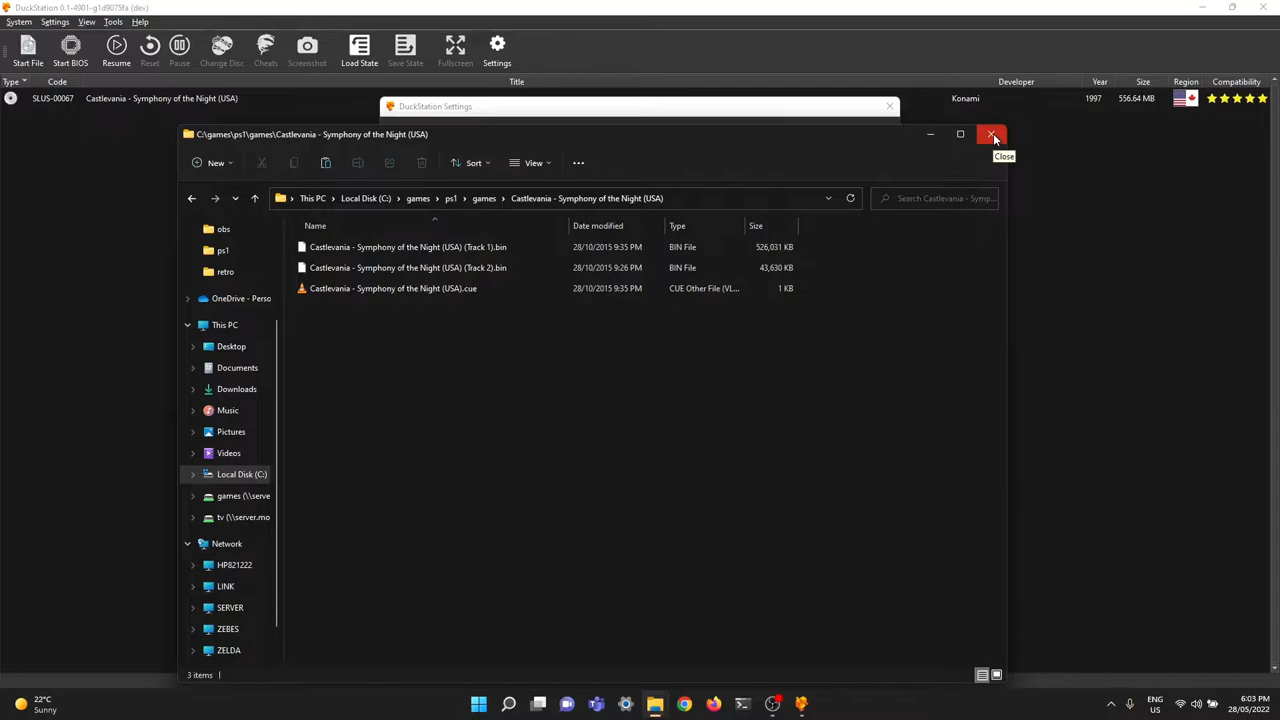 DuckStation 0.1-4901-g1d9075fa (dev)
System Settings View Tools Help
Start File Start BIOS Resume Reset Pause Change Disc Cheats Screenshot Load State Save State Fullscreen Settings
Type Code Title Developer Year Size Region Compatibility
SLUS-00067 Castlevania - Symphony of the Night (USA) Konami 1997 556.64 MB
DuckStation Settings
C:\games\ps1\games\Castlevania - Symphony of the Night (USA)
Close
New Sort View
This PC Local Disk (C:) games ps1 games Castlevania - Symphony of the Night (USA) Search Castlevania - Symp...
Name Date modified Type Size
Castlevania - Symphony of the Night (USA) (Track 1).bin 28/10/2015 9:35 PM BIN File 526,031 KB
Castlevania - Symphony of the Night (USA) (Track 2).bin 28/10/2015 9:26 PM BIN File 43,630 KB
Castlevania - Symphony of the Night (USA).cue 28/10/2015 9:35 PM CUE Other File (VL... 1 KB
obs
ps1
retro
OneDrive - Perso
This PC
Desktop
Documents
Downloads
Music
Pictures
Videos
Local Disk (C:)
games (\\serve
tv (\\server.mo
Network
HP821222
LINK
SERVER
ZEBES
ZELDA
3 items
22°C
Sunny
ENG
US
6:03 PM
28/05/2022